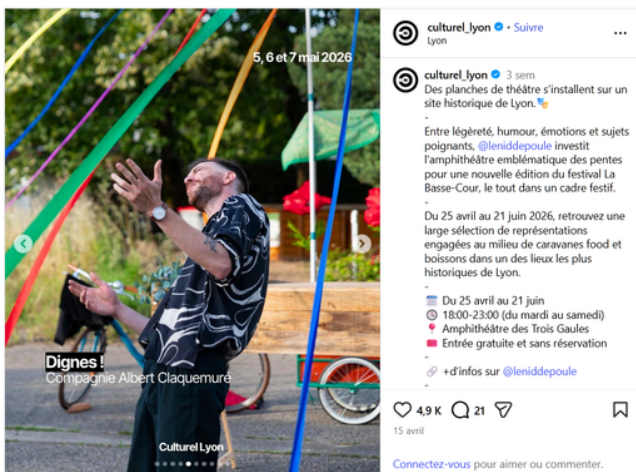 5, 6 et 7 mai 2026
Dignes !
Compagnie Albert Claquemuré
Culturel Lyon
culturel_lyon • Suivre
Lyon
culturel_lyon 3 sem
Des planches de théâtre s'installent sur un
site historique de Lyon.
-
Entre légèreté, humour, émotions et sujets
poignants, @leniddepoule investit
l'amphithéâtre emblématique des pentes
pour une nouvelle édition du festival La
Basse-Cour, le tout dans un cadre festif.
-
Du 25 avril au 21 juin 2026, retrouvez une
large sélection de représentations
engagées au milieu de caravanes food et
boissons dans un des lieux les plus
historiques de Lyon.
-
Du 25 avril au 21 juin
18:00-23:00 (du mardi au samedi)
Amphithéâtre des Trois Gaules
Entrée gratuite et sans réservation
-
+d'infos sur @leniddepoule
-
4,9 K 21
15 avril
Connectez-vous pour aimer ou commenter.